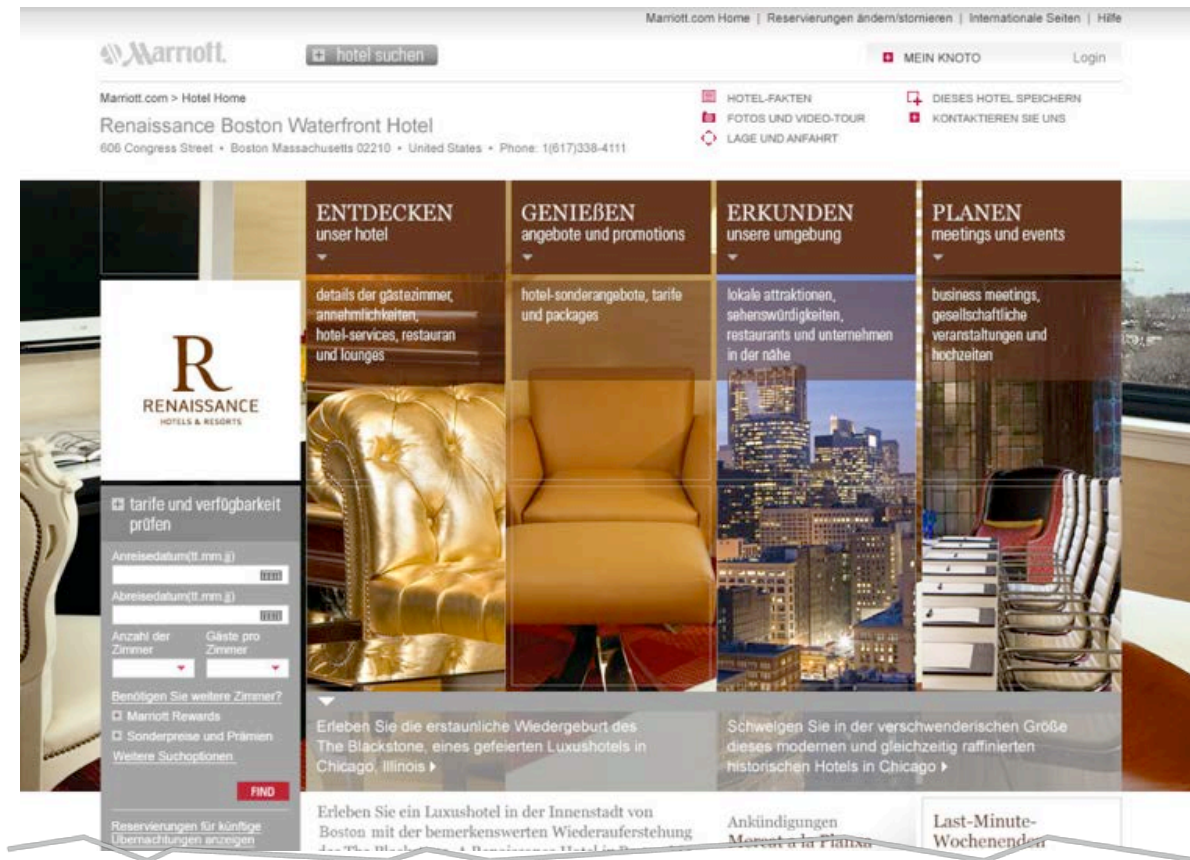 Marriott.com Home | Reservierungen ändern/stornieren | Internationale Seiten | Hilfe
Marriott.
hotel suchen
MEIN KNOTO
Login
Marriott.com > Hotel Home
Renaissance Boston Waterfront Hotel
606 Congress Street • Boston Massachusetts 02210 • United States • Phone: 1(617)338-4111
HOTEL-FAKTEN
FOTOS UND VIDEO-TOUR
LAGE UND ANFAHRT
DIESES HOTEL SPEICHERN
KONTAKTIEREN SIE UNS
ENTDECKEN
unser hotel
details der gästezimmer,
annehmlichkeiten,
hotel-services, restauran
und lounges
GENIEßEN
angebote und promotions
hotel-sonderangebote, tarife
und packages
ERKUNDEN
unsere umgebung
lokale attraktionen,
sehenswürdigkeiten,
restaurants und unternehmen
in der nähe
PLANEN
meetings und events
business meetings,
gesellschaftliche
veranstaltungen und
hochzeiten
R
RENAISSANCE
HOTELS & RESORTS
tarife und verfügbarkeit
prüfen
Anreisedatum(tt.mm.jj)
Abreisedatum(tt.mm.jj)
Anzahl der
Zimmer
Gäste pro
Zimmer
Benötigen Sie weitere Zimmer?
Marriott Rewards
Sonderpreise und Prämien
Weitere Suchoptionen
FIND
Reservierungen für künftige
Übernachtungen anzeigen
Erleben Sie die erstaunliche Wiedergeburt des
The Blackstone, eines gefeierten Luxushotels in
Chicago, Illinois
Schwelgen Sie in der verschwenderischen Größe
dieses modernen und gleichzeitig raffinierten
historischen Hotels in Chicago
Erleben Sie ein Luxushotel in der Innenstadt von
Boston mit der bemerkenswerten Wiederauferstehung
Ankündigungen
Mercat a la Planxa
Last-Minute-
Wochenenden